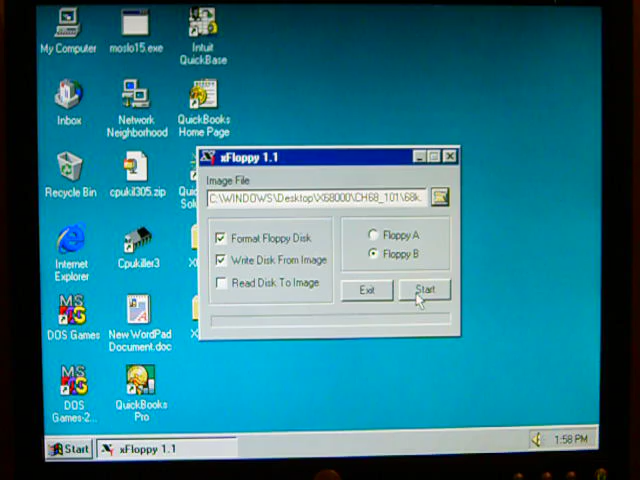 My Computer
moslo15.exe
Intuit
QuickBase
Inbox
Network
Neighborhood
QuickBooks
Home Page
xFloppy 1.1
Image File
C:\WINDOWS\Desktop\X68000\CH68_101\68k.
Recycle Bin
cpukil305.zip
Format Floppy Disk
Write Disk From Image
Read Disk To Image
Floppy A
Floppy B
Exit
Start
Internet
Explorer
Cpukiller3
MS
DOS Games
New WordPad
Document.doc
MS
DOS
Games-2...
QuickBooks
Pro
Start
xFloppy 1.1
1:58 PM